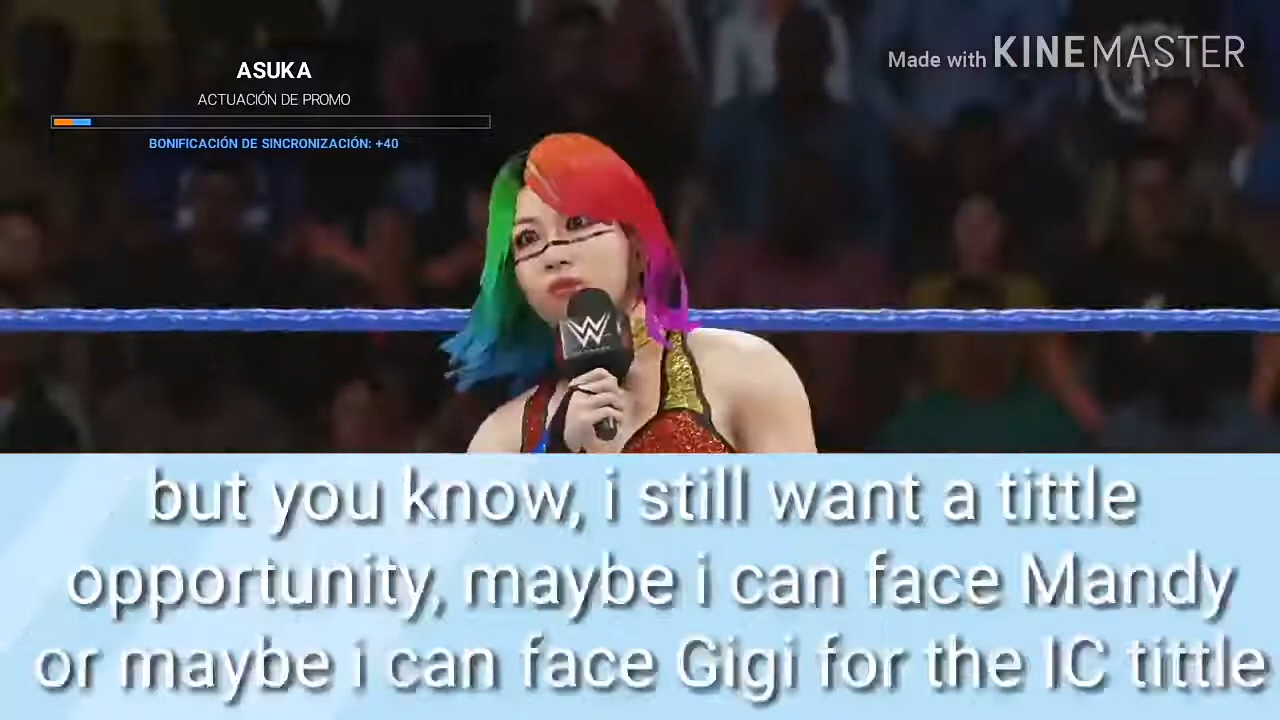 Made with KINEMASTER
ASUKA
ACTUACIÓN DE PROMO
BONIFICACIÓN DE SINCRONIZACIÓN: +40
W
but you know, i still want a tittle
opportunity, maybe i can face Mandy
or maybe i can face Gigi for the IC tittle